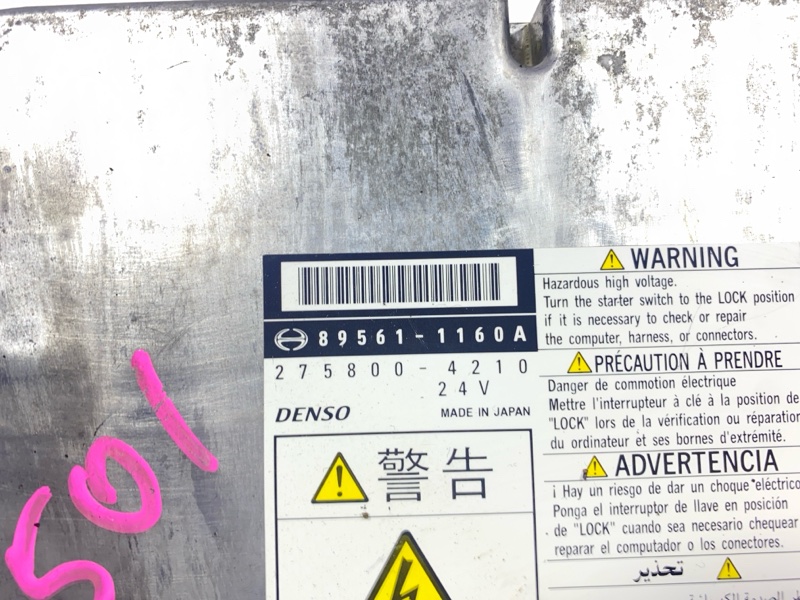 89561-1160A
275800-4210
24V
DENSO MADE IN JAPAN
警告
WARNING
Hazardous high voltage.
Turn the starter switch to the LOCK position
if it is necessary to check or repair
the computer, harness, or connectors.
PRÉCAUTION À PRENDRE
Danger de commotion électrique
Mettre l'interrupteur à clé à la position de
"LOCK" lors de la vérification ou réparation
du ordinateur et ses bornes d'extrémité.
ADVERTENCIA
¡ Hay un riesgo de dar un choque eléctrico
Ponga el interruptor de llave en posición
de "LOCK" cuando sea necesario chequear
reparar el computador o los conectores.
تحذير
501